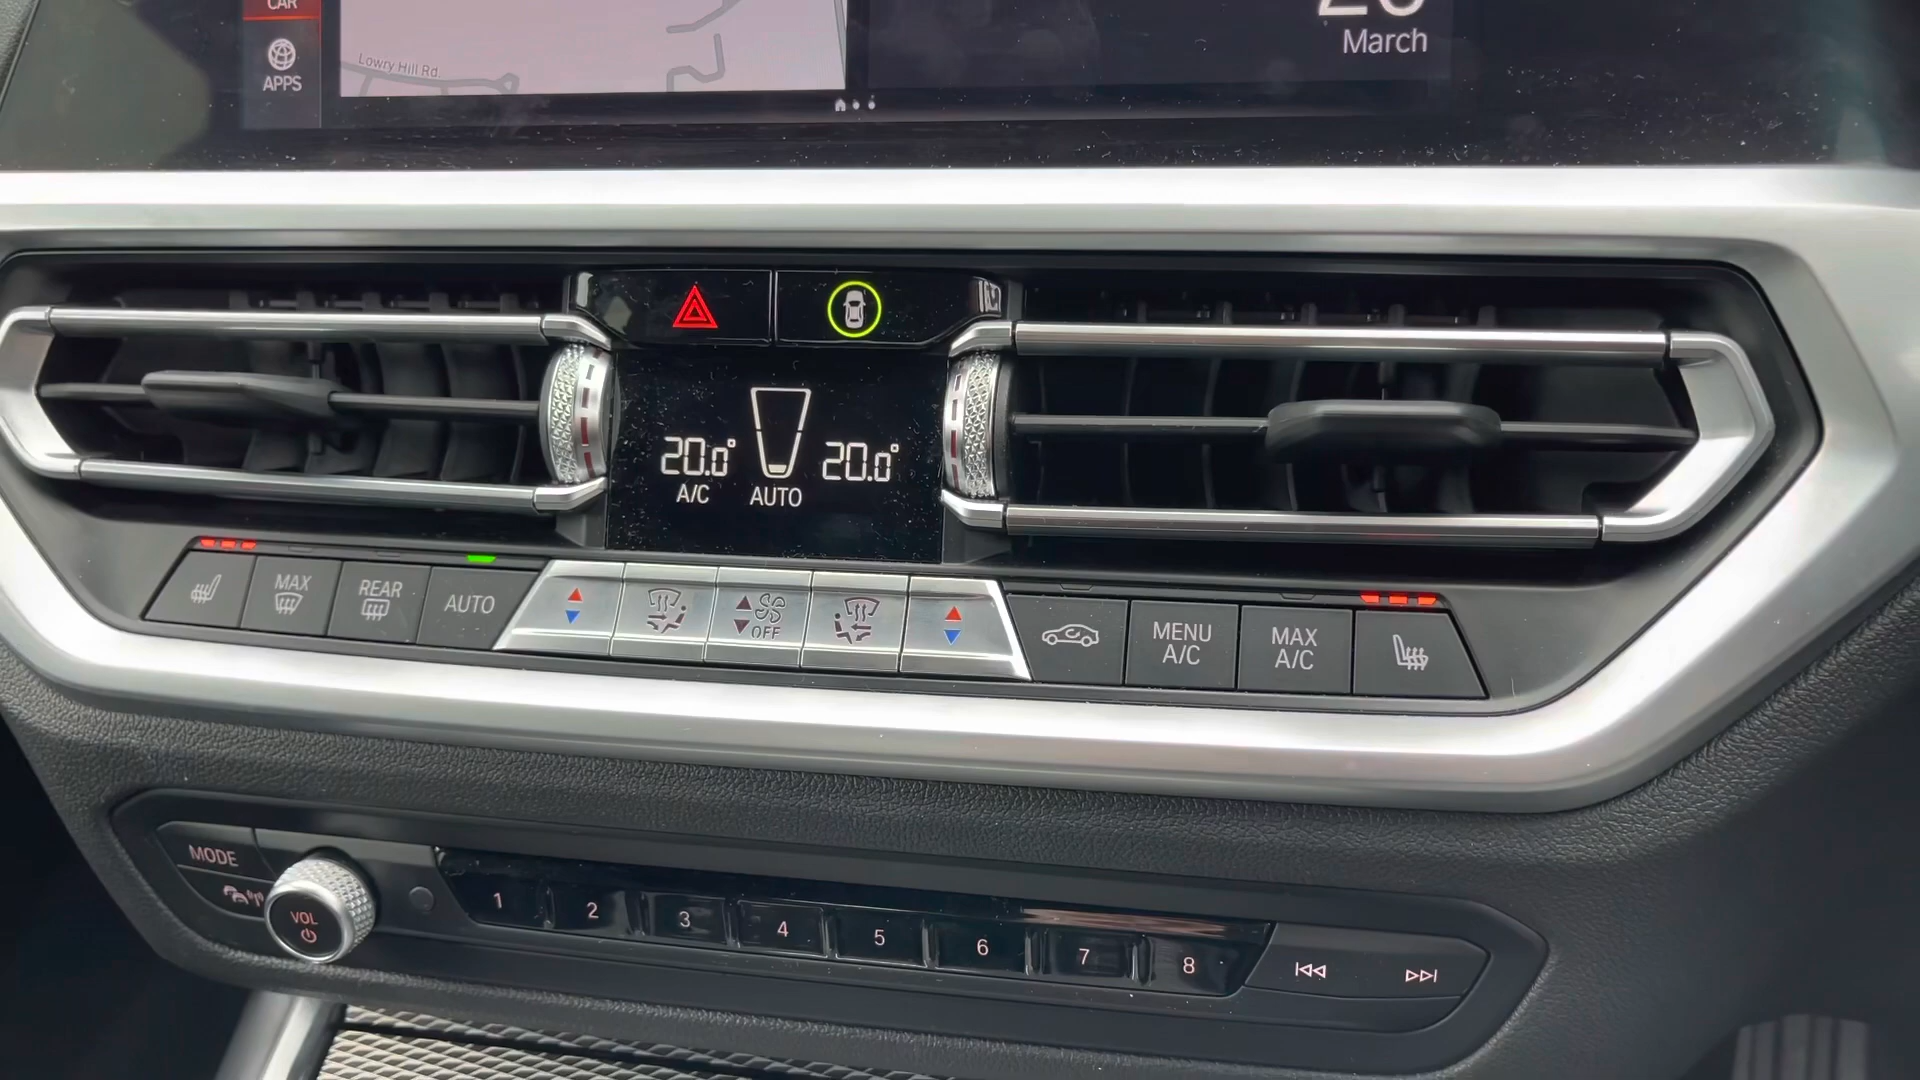 CAR
APPS
Lowry Hill Rd.
March
20.0° 20.0°
A/C AUTO
MAX
REAR
AUTO
OFF
MENU
A/C
MAX
A/C
MODE
VOL
1 2 3 4 5 6 7 8